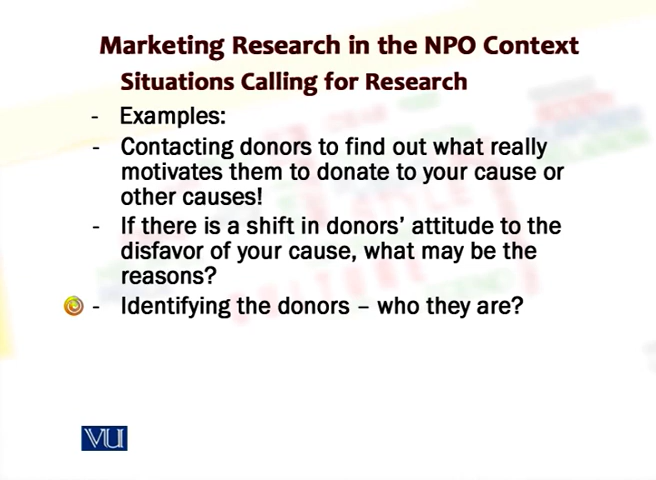 Marketing Research in the NPO Context
Situations Calling for Research
- Examples:
- Contacting donors to find out what really
motivates them to donate to your cause or
other causes!
- If there is a shift in donors’ attitude to the
disfavor of your cause, what may be the
reasons?
- Identifying the donors – who they are?
VU